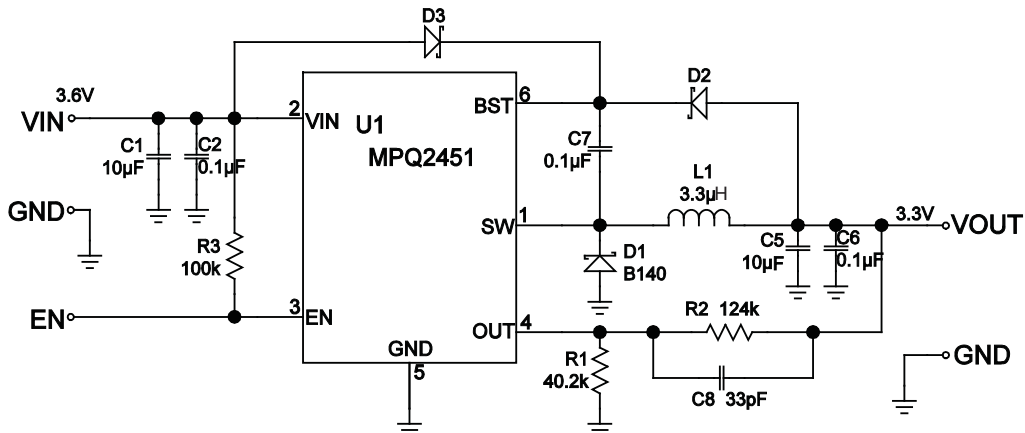 D3
3.6V
VIN
2
VIN
U1
MPQ2451
BST
6
D2
C1
10µF
C2
0.1µF
C7
0.1µF
L1
3.3µH
GND
SW
1
3.3V
VOUT
R3
100k
D1
B140
C5
10µF
C6
0.1µF
EN
3
EN
OUT
4
R2 124k
GND
5
R1
40.2k
C8 33pF
GND